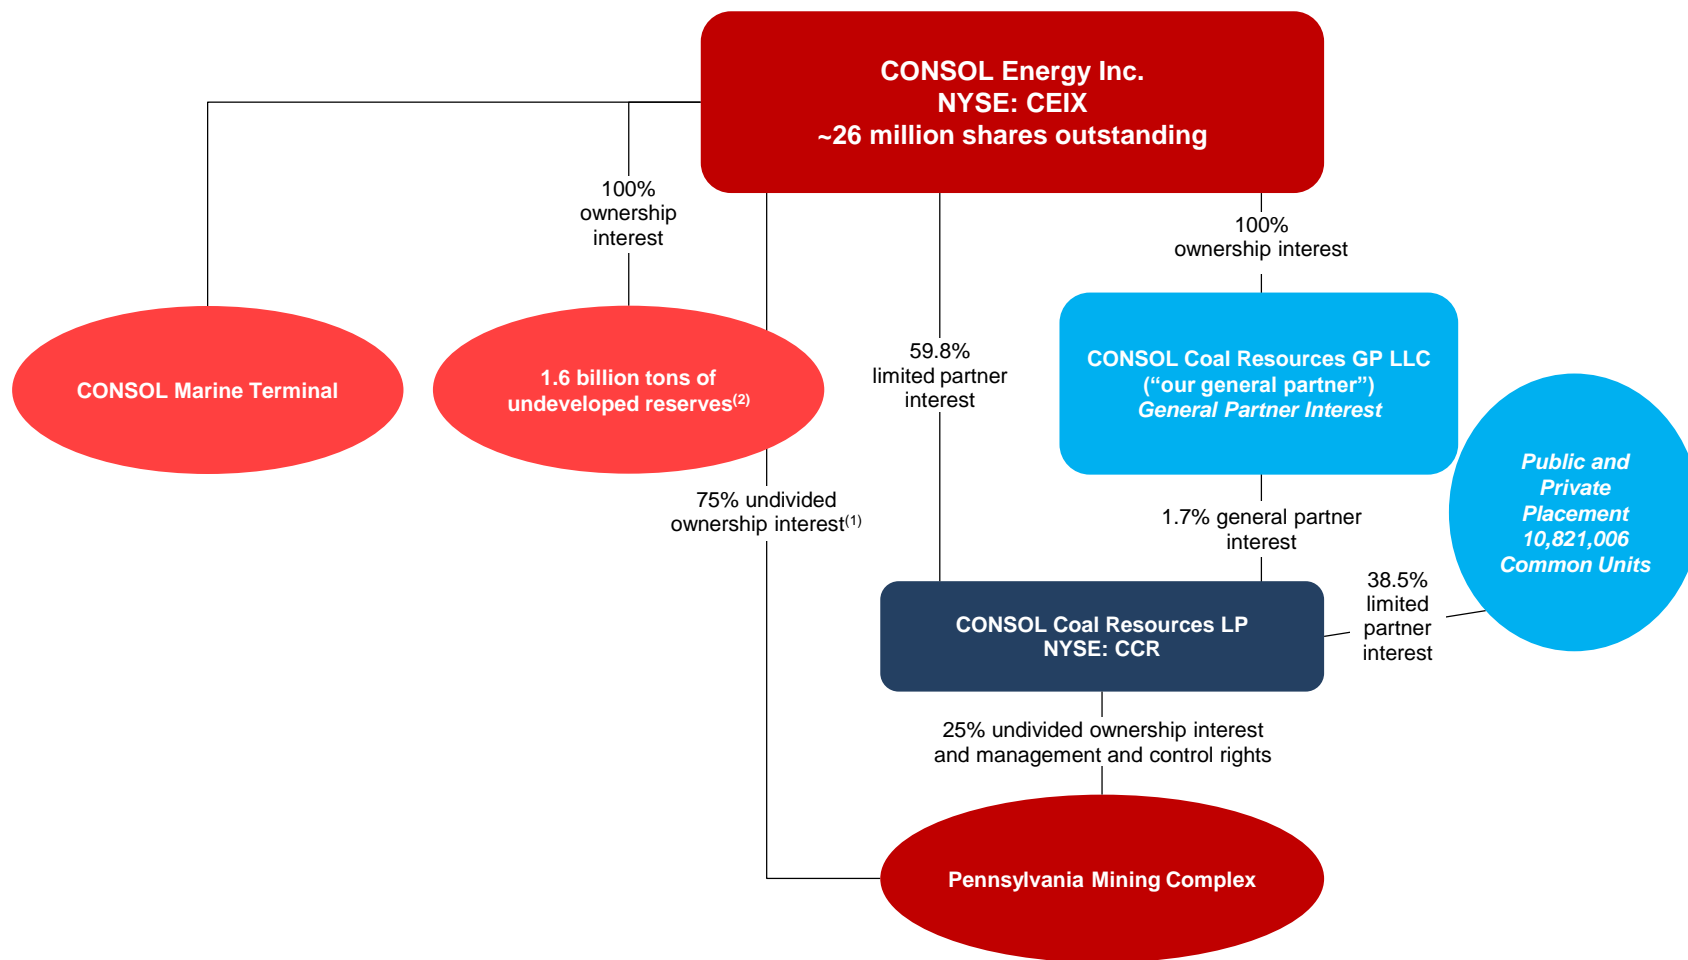 CONSOL Energy Inc.
NYSE: CEIX
~26 million shares outstanding
100%
ownership
interest
100%
ownership interest
CONSOL Marine Terminal
1.6 billion tons of
undeveloped reserves(2)
59.8%
limited partner
interest
CONSOL Coal Resources GP LLC
(“our general partner”)
General Partner Interest
Public and
Private
Placement
10,821,006
Common Units
75% undivided
ownership interest(1)
1.7% general partner
interest
38.5%
limited
partner
interest
CONSOL Coal Resources LP
NYSE: CCR
25% undivided ownership interest
and management and control rights
Pennsylvania Mining Complex